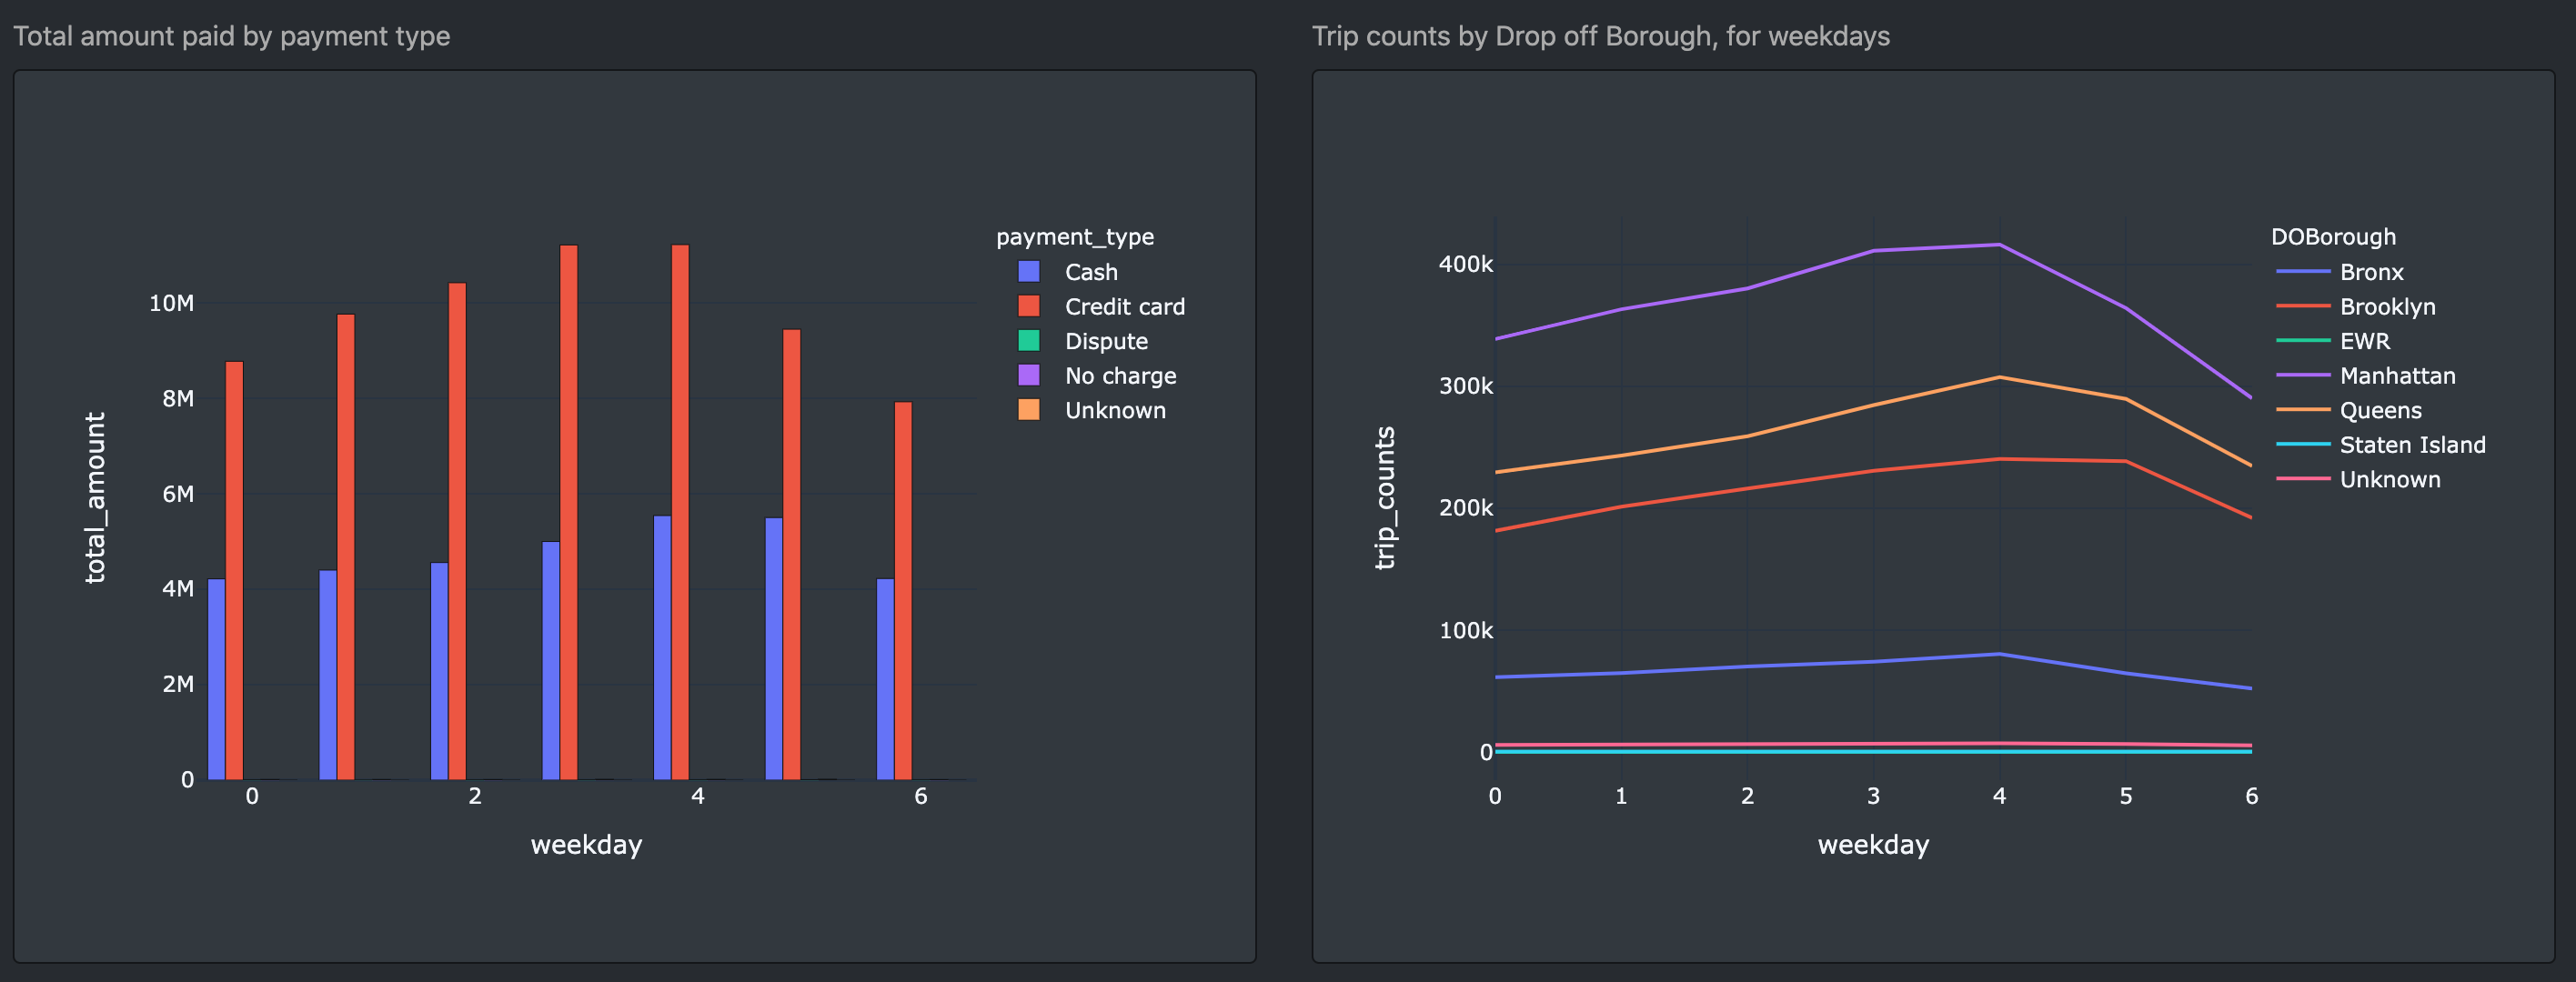 Total amount paid by payment type
payment_type
Cash
Credit card
Dispute
No charge
Unknown
10M
8M
6M
4M
2M
0
total_amount
0 2 4 6
weekday
Trip counts by Drop off Borough, for weekdays
DOBorough
Bronx
Brooklyn
EWR
Manhattan
Queens
Staten Island
Unknown
400k
300k
200k
100k
0
trip_counts
0 1 2 3 4 5 6
weekday